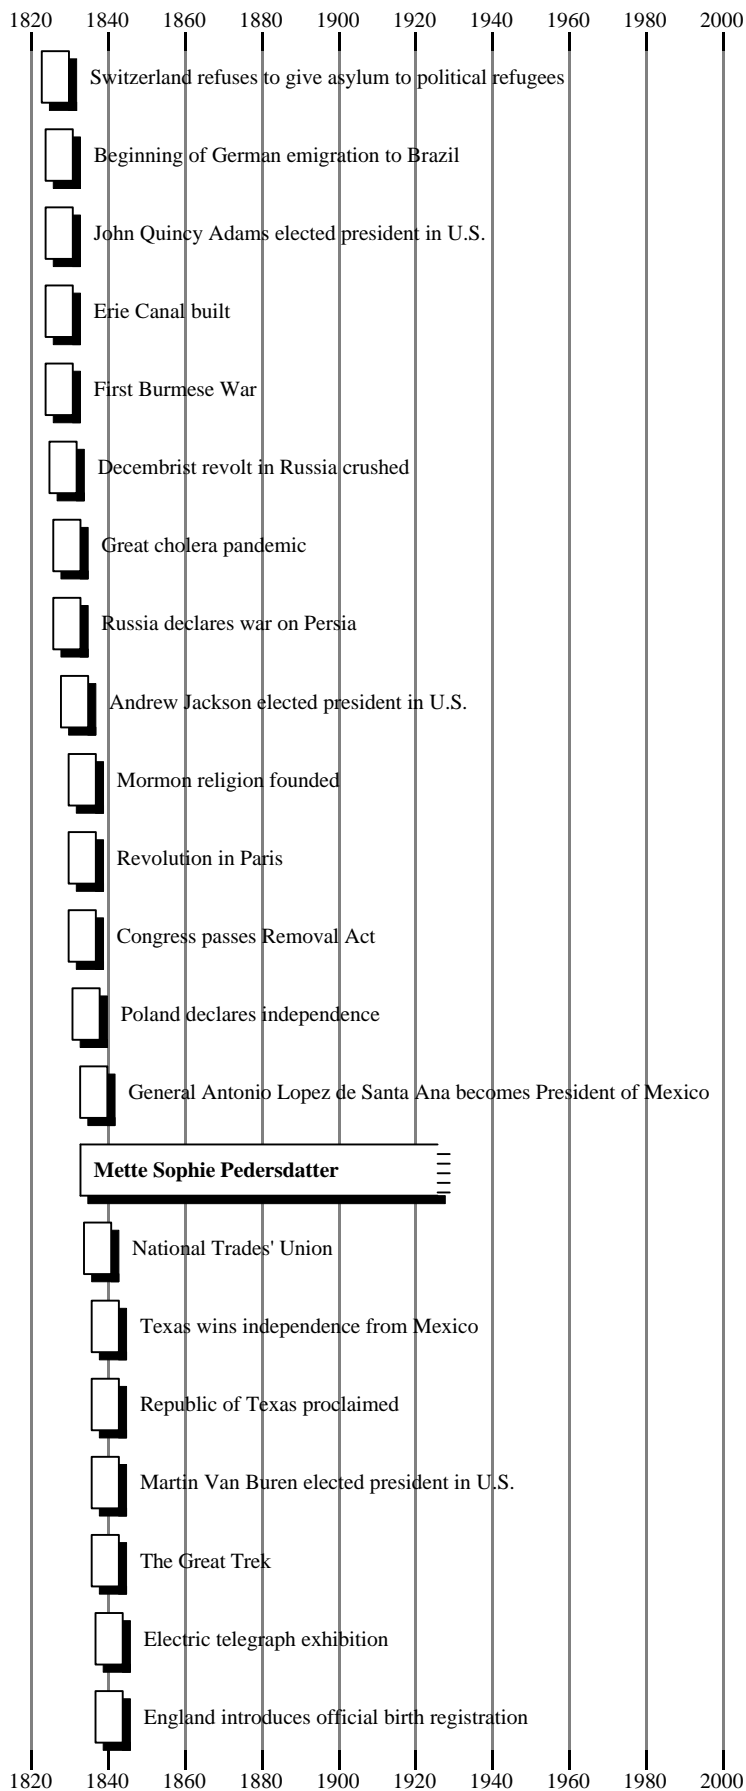 1820 1840 1860 1880 1900 1920 1940 1960 1980 2000
Switzerland refuses to give asylum to political refugees
Beginning of German emigration to Brazil
John Quincy Adams elected president in U.S.
Erie Canal built
First Burmese War
Decembrist revolt in Russia crushed
Great cholera pandemic
Russia declares war on Persia
Andrew Jackson elected president in U.S.
Mormon religion founded
Revolution in Paris
Congress passes Removal Act
Poland declares independence
General Antonio Lopez de Santa Ana becomes President of Mexico
Mette Sophie Pedersdatter
National Trades' Union
Texas wins independence from Mexico
Republic of Texas proclaimed
Martin Van Buren elected president in U.S.
The Great Trek
Electric telegraph exhibition
England introduces official birth registration
1820 1840 1860 1880 1900 1920 1940 1960 1980 2000